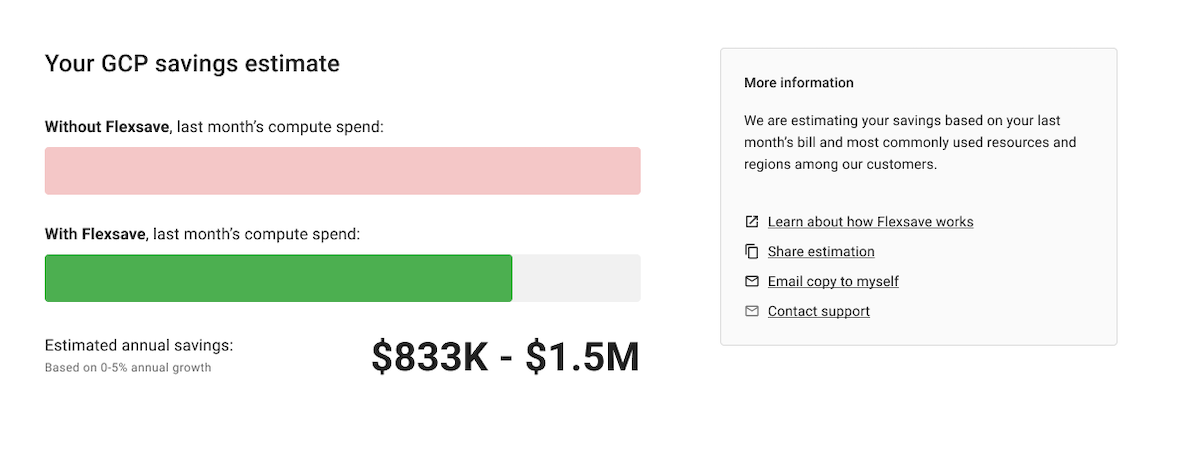 Your GCP savings estimate
Without Flexsave, last month's compute spend:
With Flexsave, last month's compute spend:
Estimated annual savings:
Based on 0-5% annual growth
$833K - $1.5M
More information
We are estimating your savings based on your last
month's bill and most commonly used resources and
regions among our customers.
Learn about how Flexsave works
Share estimation
Email copy to myself
Contact support